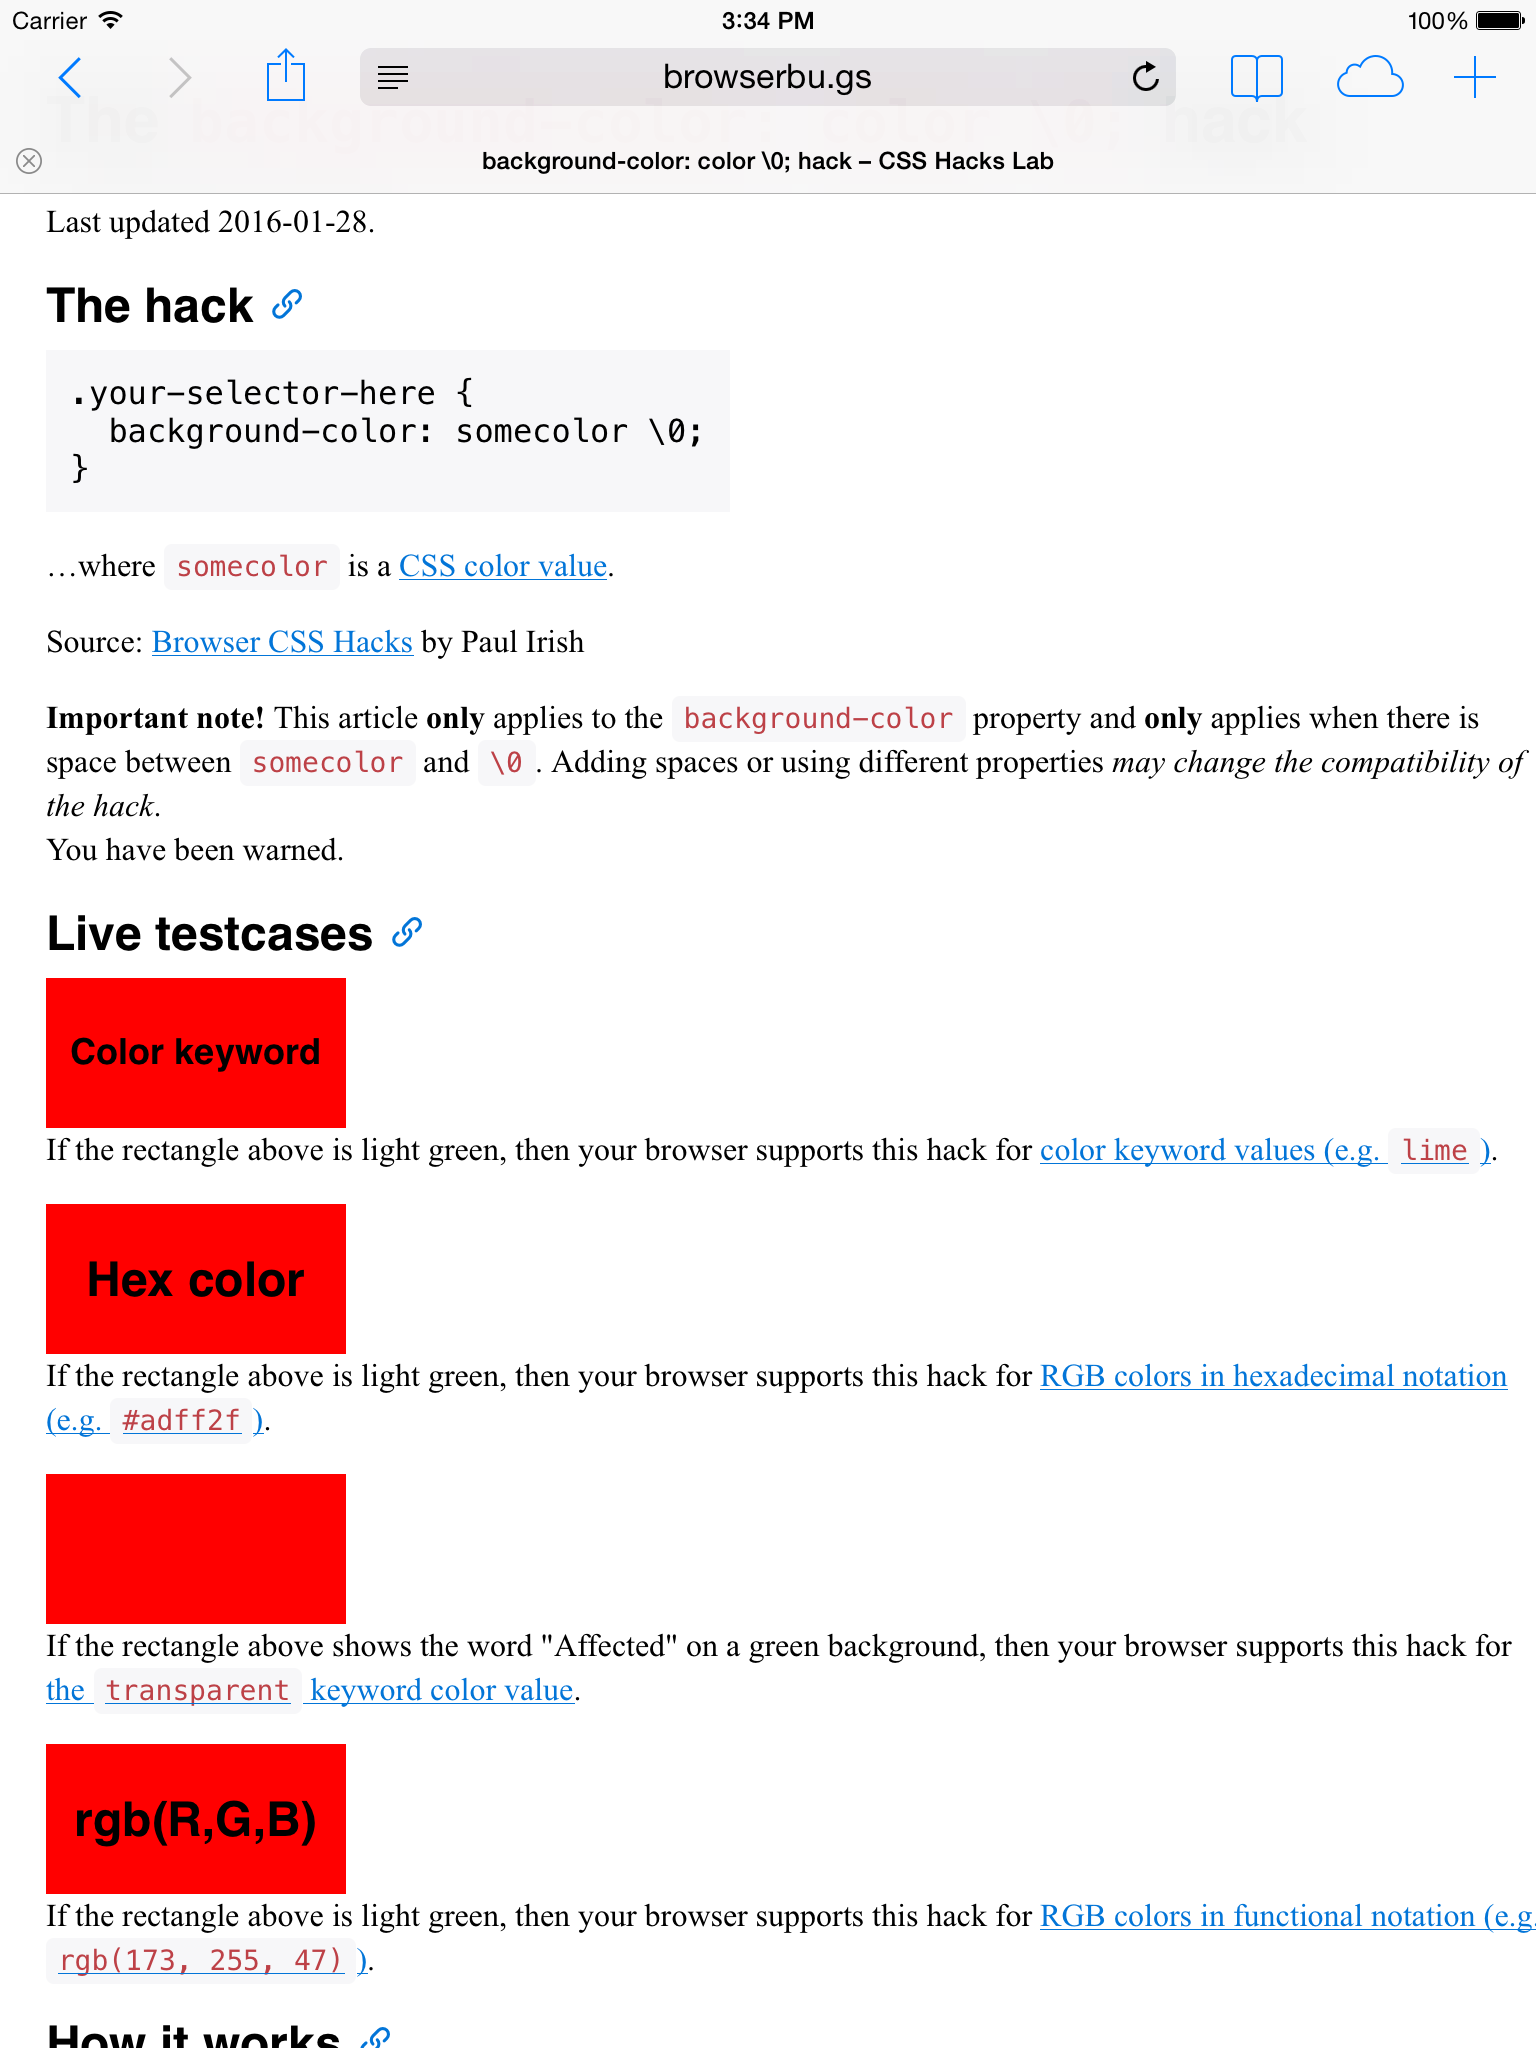 Carrier 3:34 PM 100%
browserbu.gs
The background-color: color \0; hack
background-color: color \0; hack – CSS Hacks Lab
Last updated 2016-01-28.
The hack
.your-selector-here {
  background-color: somecolor \0;
}
…where somecolor is a CSS color value.
Source: Browser CSS Hacks by Paul Irish
Important note! This article only applies to the background-color property and only applies when there is
space between somecolor and \0 . Adding spaces or using different properties may change the compatibility of
the hack.
You have been warned.
Live testcases
Color keyword
If the rectangle above is light green, then your browser supports this hack for color keyword values (e.g. lime ).
Hex color
If the rectangle above is light green, then your browser supports this hack for RGB colors in hexadecimal notation
(e.g. #adff2f ).
If the rectangle above shows the word "Affected" on a green background, then your browser supports this hack for
the transparent keyword color value.
rgb(R,G,B)
If the rectangle above is light green, then your browser supports this hack for RGB colors in functional notation (e.g.
rgb(173, 255, 47) ).
How it works